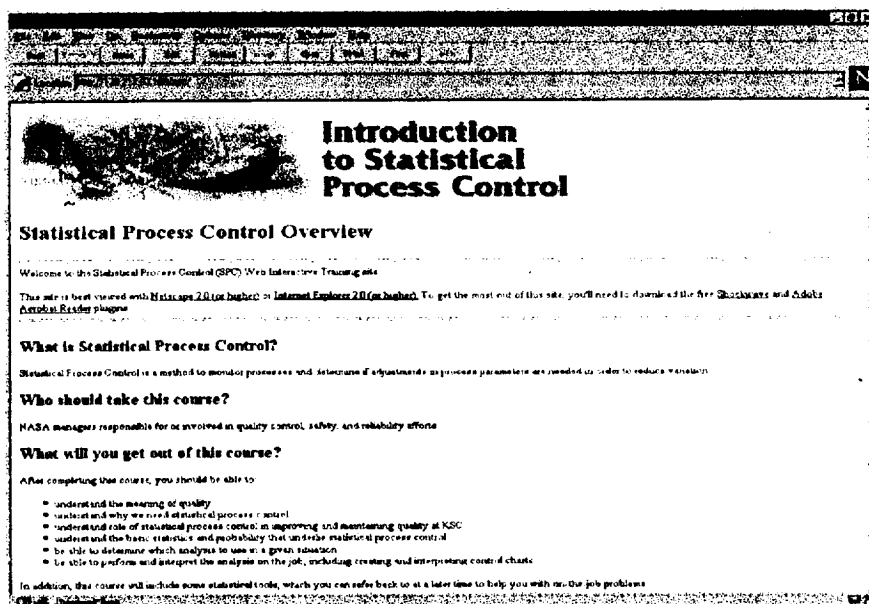 Introduction
to Statistical
Process Control
Statistical Process Control Overview
Welcome to the Statistical Process Control (SPC) Web Interactive Training site
This site is best viewed with Netscape 2.0 (or higher) or Internet Explorer 2.0 (or higher). To get the most out of this site, you'll need to download the free Shockwave and Adobe
Acrobat Reader plugins
What is Statistical Process Control?
Statistical Process Control is a method to monitor processes and determine if adjustments in process parameters are needed in order to reduce variation
Who should take this course?
NASA managers responsible for or involved in quality control, safety, and reliability efforts
What will you get out of this course?
After completing this course, you should be able to
understand the meaning of quality
understand why we need statistical process control
understand role of statistical process control in improving and maintaining quality at KSC
understand the basic statistics and probability that underlie statistical process control
be able to determine which analysis to use in a given situation
be able to perform and interpret the analysis on the job, including creating and interpreting control charts
In addition, this course will include some statistical tools, which you can refer back to at a later time to help you with on-the-job problems